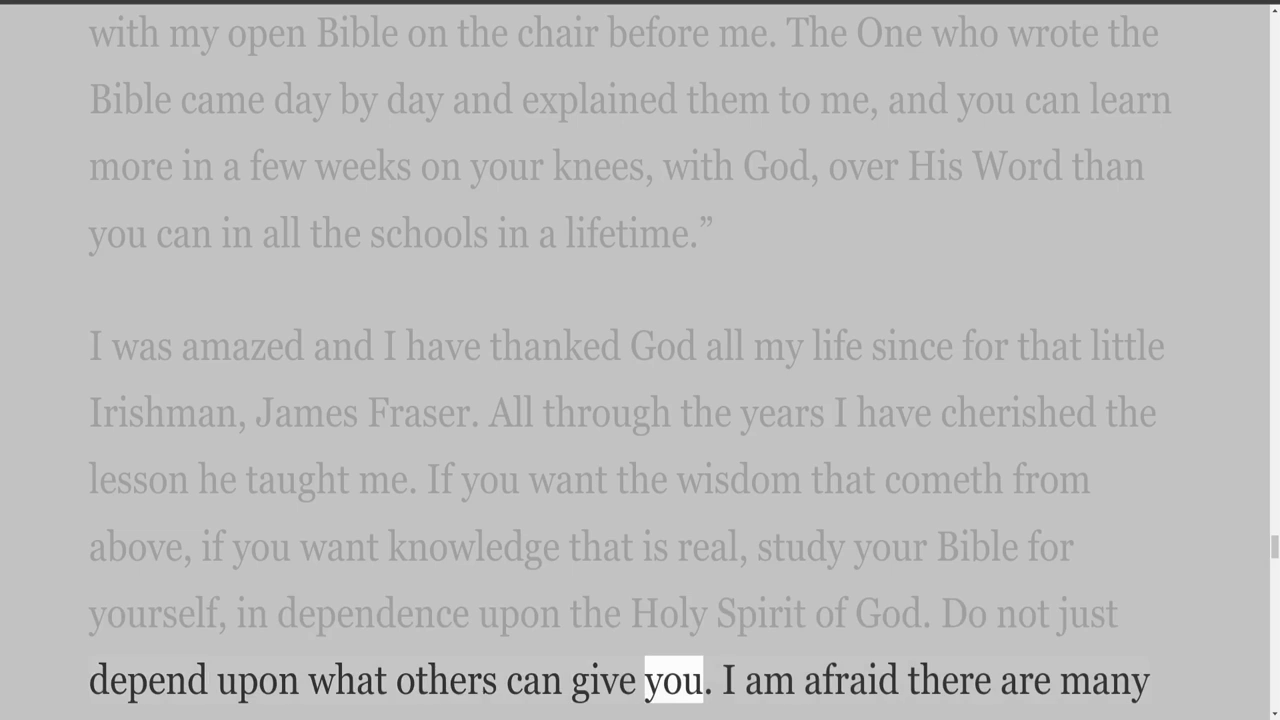 with my open Bible on the chair before me. The One who wrote the
Bible came day by day and explained them to me, and you can learn
more in a few weeks on your knees, with God, over His Word than
you can in all the schools in a lifetime.”
I was amazed and I have thanked God all my life since for that little
Irishman, James Fraser. All through the years I have cherished the
lesson he taught me. If you want the wisdom that cometh from
above, if you want knowledge that is real, study your Bible for
yourself, in dependence upon the Holy Spirit of God. Do not just
depend upon what others can give you. I am afraid there are many